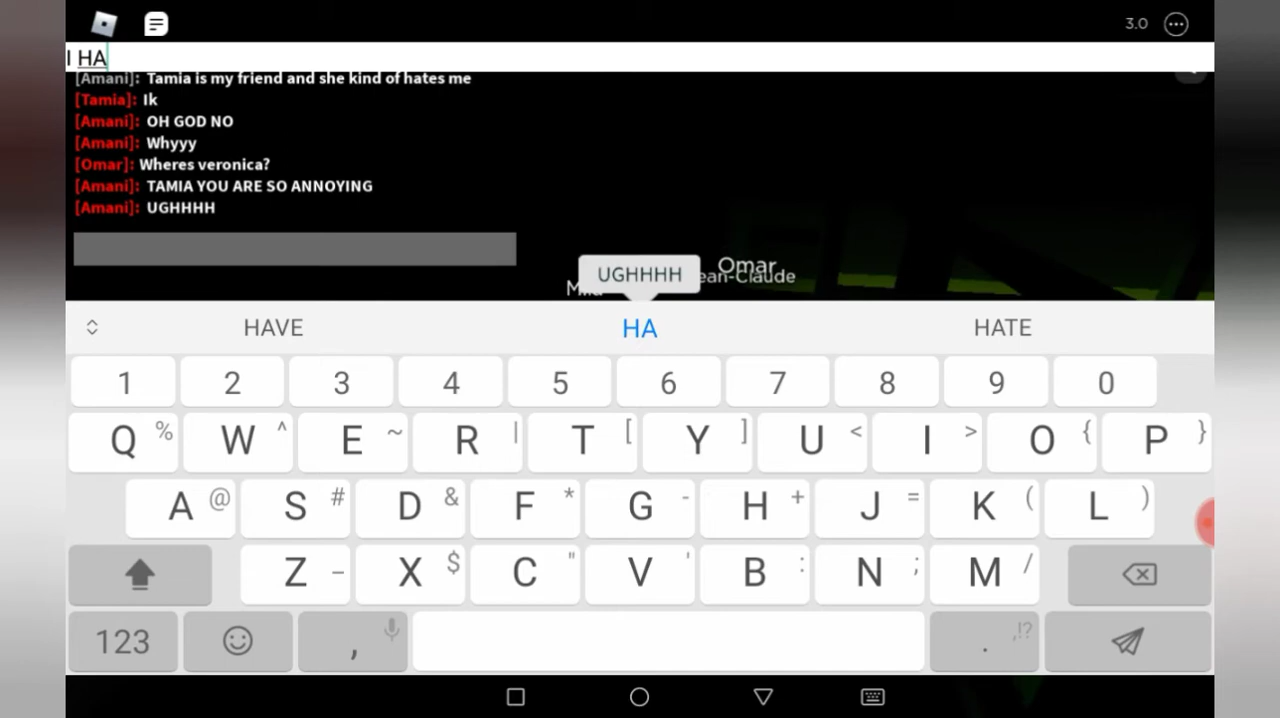 3.0
I HA
[Amani]: Tamia is my friend and she kind of hates me
[Tamia]: Ik
[Amani]: OH GOD NO
[Amani]: Whyyy
[Omar]: Wheres veronica?
[Amani]: TAMIA YOU ARE SO ANNOYING
[Amani]: UGHHHH
Omar
ean-Claude
UGHHHH
HAVE HA HATE
1 2 3 4 5 6 7 8 9 0
Q % W ^ E ~ R | T [ Y ] U < I > O { P }
A @ S # D & F * G - H + J = K ( L )
Z _ X $ C " V ' B : N ; M /
123 , . ,!?